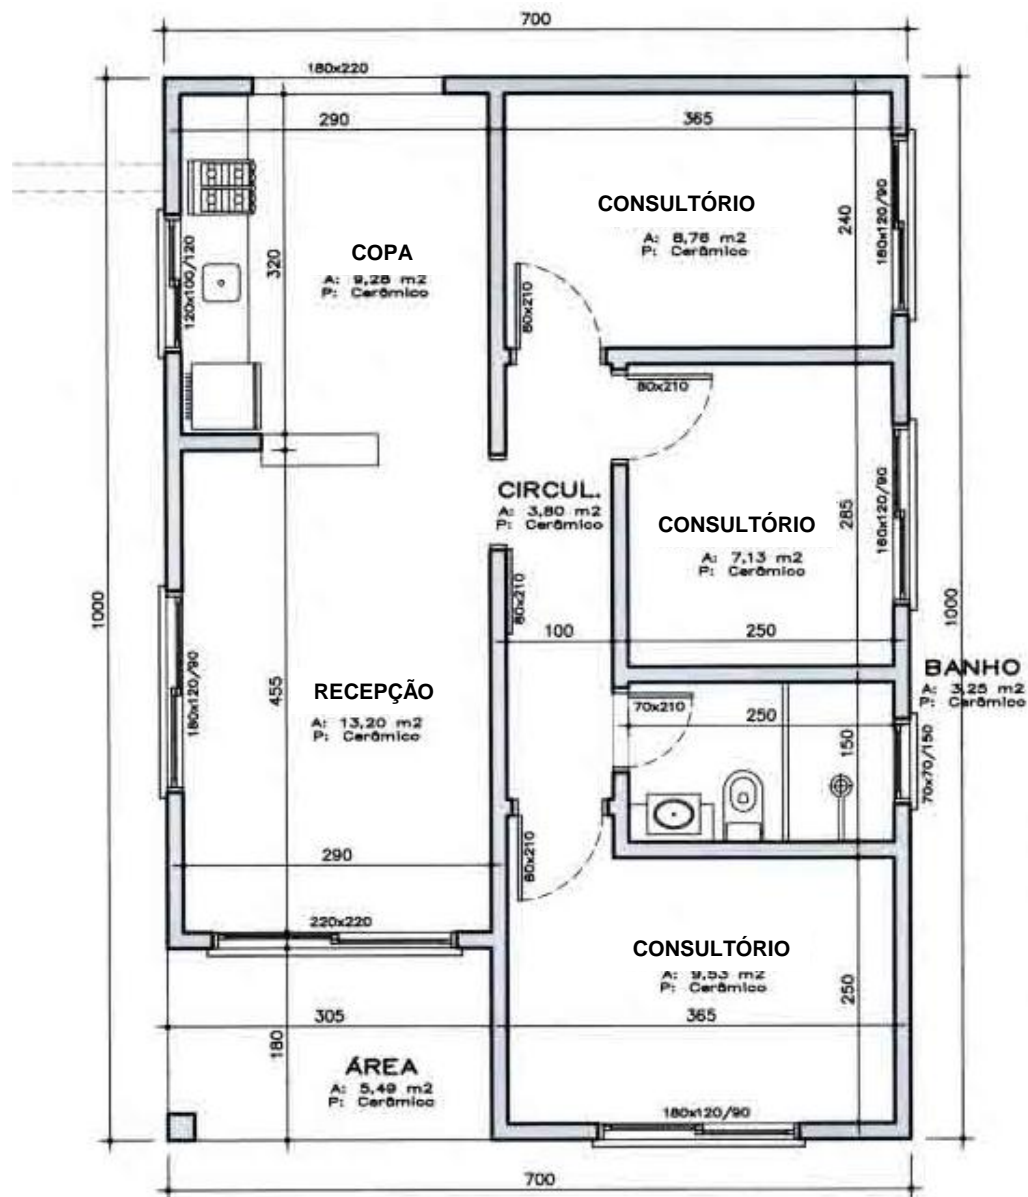 700
180x220
290
365
CONSULTÓRIO
A: 8,76 m2
P: Cerâmico
240
180x120/90
COPA
A: 9,28 m2
P: Cerâmico
320
120x100/120
80x210
80x210
CIRCUL.
A: 3,80 m2
P: Cerâmico
CONSULTÓRIO
A: 7,13 m2
P: Cerâmico
285
160x120/90
1000
1000
80x210
100
250
BANHO
A: 3,25 m2
P: Cerâmico
RECEPÇÃO
A: 13,20 m2
P: Cerâmico
455
180x120/90
70x210
250
150
70x70/150
290
80x210
220x220
CONSULTÓRIO
A: 9,53 m2
P: Cerâmico
250
305
365
180
ÁREA
A: 5,49 m2
P: Cerâmico
180x120/90
700